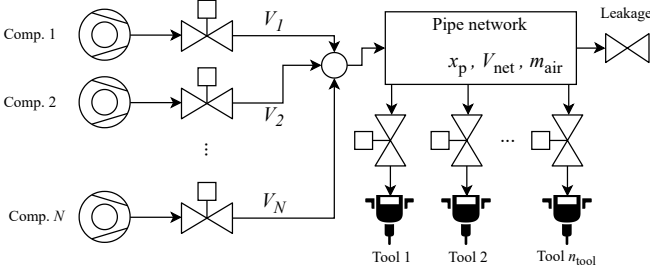 Comp. 1
V1
Pipe network
Leakage
xp , Vnet , mair
Comp. 2
V2
...
...
Comp. N
VN
Tool 1
Tool 2
Tool ntool